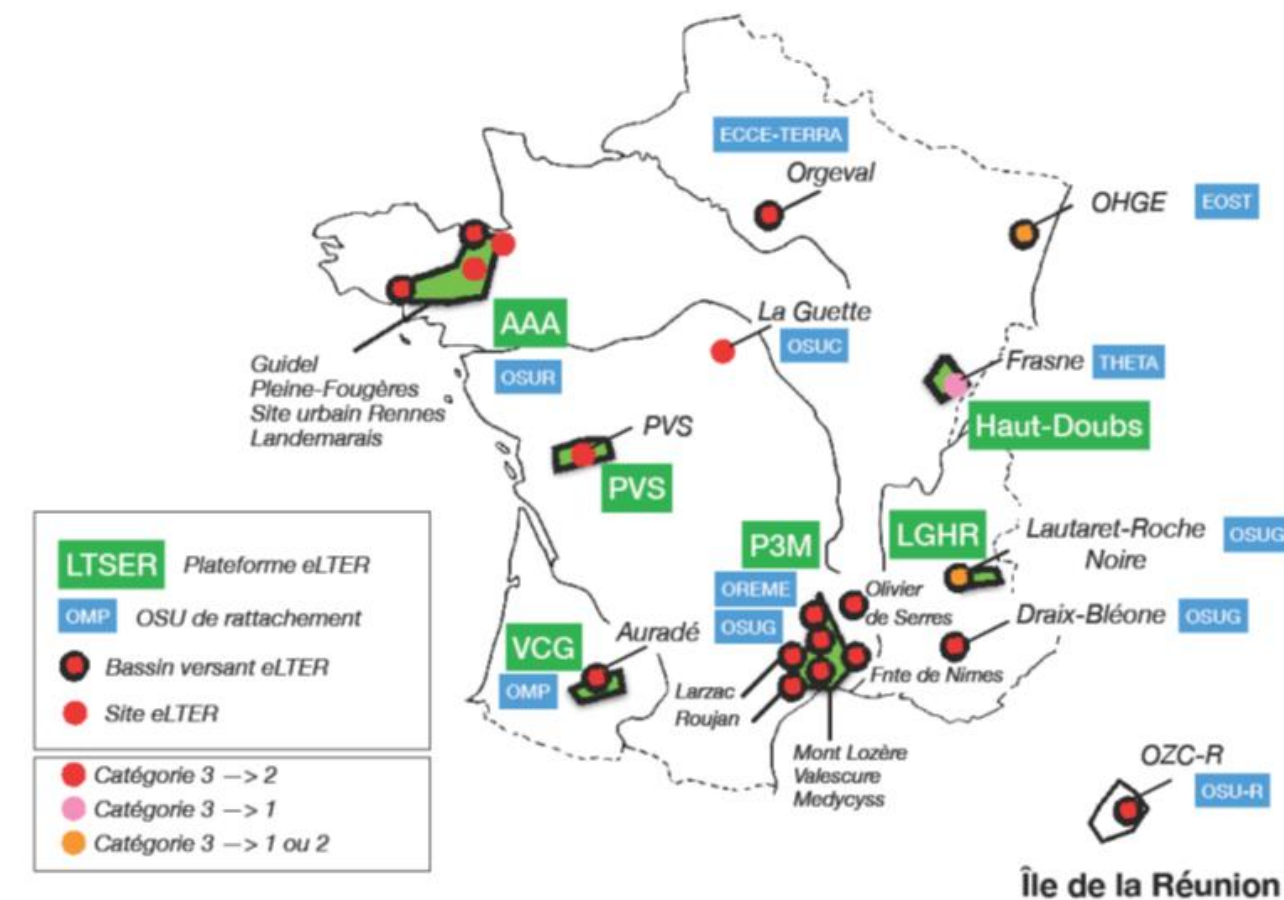 ECCE-TERRA
Orgeval
OHGE
EOST
La Guette
OSUC
AAA
OSUR
Guidel
Pleine-Fougères
Site urbain Rennes
Landemarais
Frasne
THETA
Haut-Doubs
PVS
PVS
P3M
OREME
OSUG
LGHR
Lautaret-Roche
Noire
OSUG
Olivier
de Serres
Draix-Bléone
OSUG
VCG
OMP
Auradé
Larzac
Roujan
Fnte de Nimes
Mont Lozère
Valescure
Medycyss
LTSER Plateforme eLTER
OMP OSU de rattachement
Bassin versant eLTER
Site eLTER
Catégorie 3 —> 2
Catégorie 3 —> 1
Catégorie 3 —> 1 ou 2
OZC-R
OSU-R
Île de la Réunion